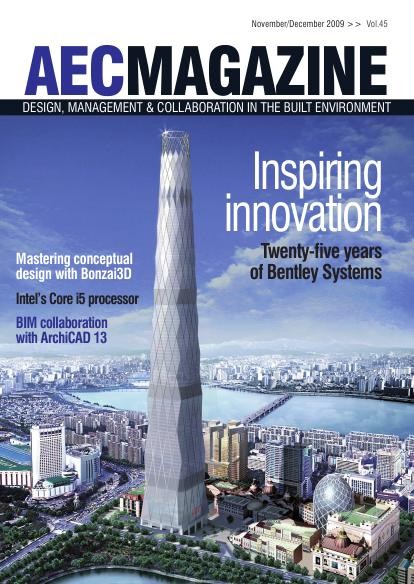 November/December 2009 >> Vol.45
AECMAGAZINE
DESIGN, MANAGEMENT & COLLABORATION IN THE BUILT ENVIRONMENT
Inspiring
innovation
Twenty-five years
of Bentley Systems
Mastering conceptual
design with Bonzai3D
Intel's Core i5 processor
BIM collaboration
with ArchiCAD 13